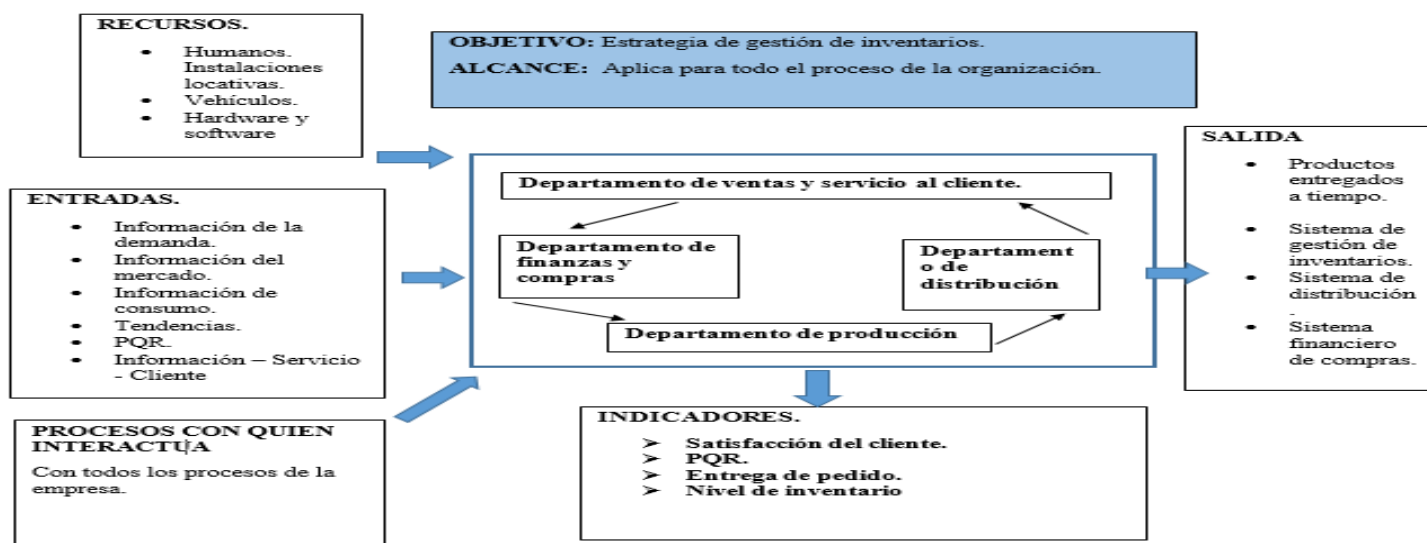 RECURSOS.
• Humanos.
Instalaciones
locativas.
• Vehículos.
• Hardware y
software
OBJETIVO: Estrategia de gestión de inventarios.
ALCANCE: Aplica para todo el proceso de la organización.
ENTRADAS.
• Información de la
demanda.
• Información del
mercado.
• Información de
consumo.
• Tendencias.
• PQR.
• Información – Servicio
- Cliente
Departamento de ventas y servicio al cliente.
Departamento de
finanzas y
compras
Departament
o de
distribución
Departamento de producción
SALIDA
• Productos
entregados
a tiempo.
• Sistema de
gestión de
inventarios.
• Sistema de
distribución
.
• Sistema
financiero
de compras.
PROCESOS CON QUIEN
INTERACTUA
Con todos los procesos de la
empresa.
INDICADORES.
➢ Satisfacción del cliente.
➢ PQR.
➢ Entrega de pedido.
➢ Nivel de inventario